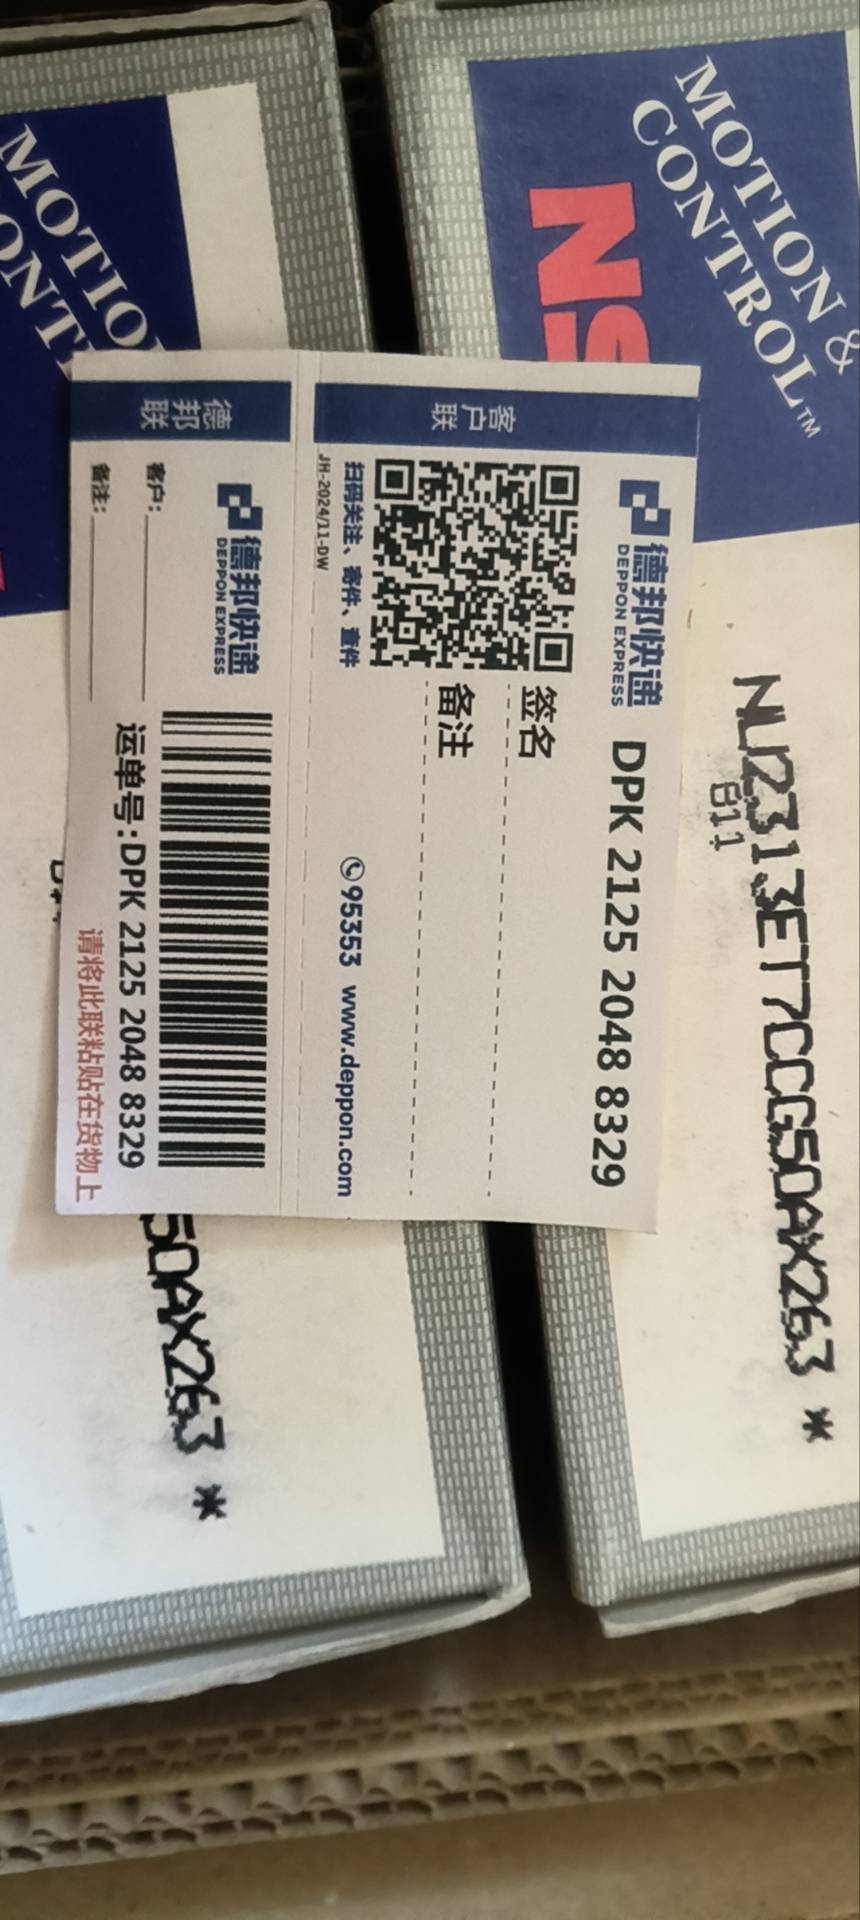 MOTION &
CONTROL™
NS
NU2313ET7CCG50AX263 *
B11
MOTIO
ONT
50AX263 *
客户联
德邦快递
DEPPON EXPRESS
DPK 2125 2048 8329
签名
备注
扫码关注、寄件、查件
95353 www.deppon.com
JH-2024/11-DW
德邦联
德邦快递
DEPPON EXPRESS
客户：
备注：
运单号:DPK 2125 2048 8329
请将此联粘贴在货物上